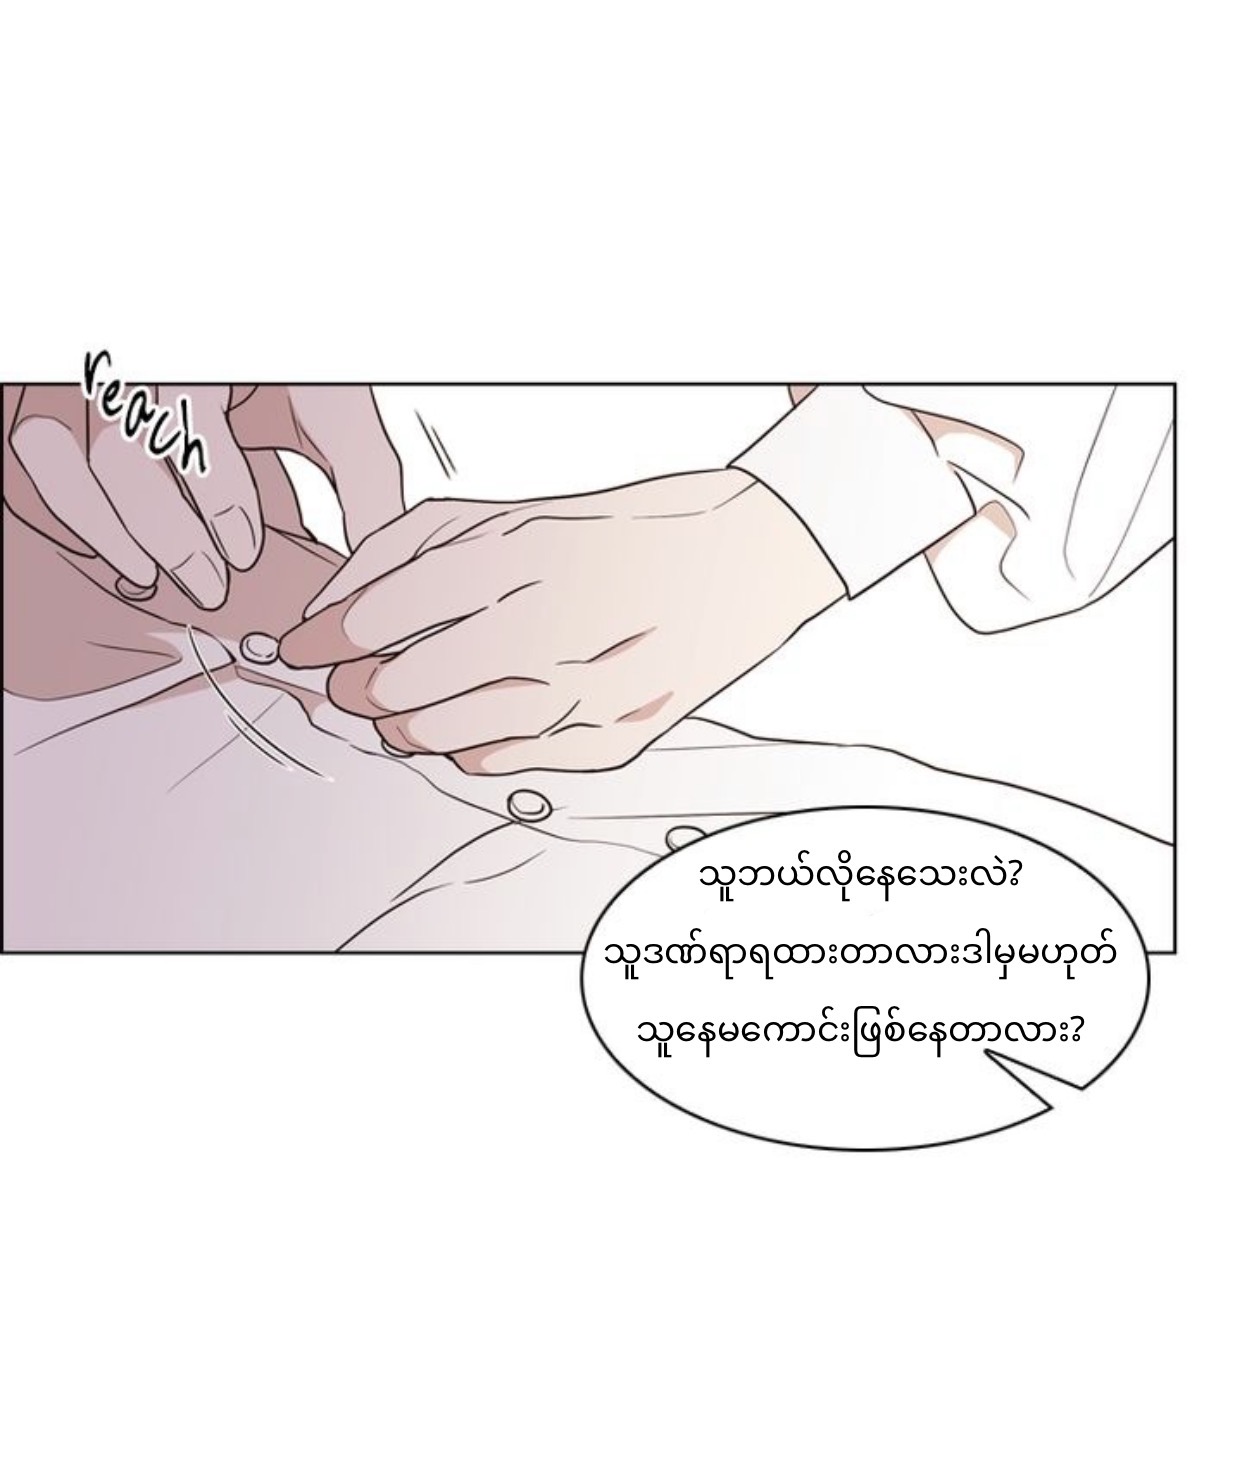 reach
သူဘယ်လိုနေသေးလဲ?
သူဒဏ်ရာရထားတာလားဒါမှမဟုတ်
သူနေမကောင်းဖြစ်နေတာလား?